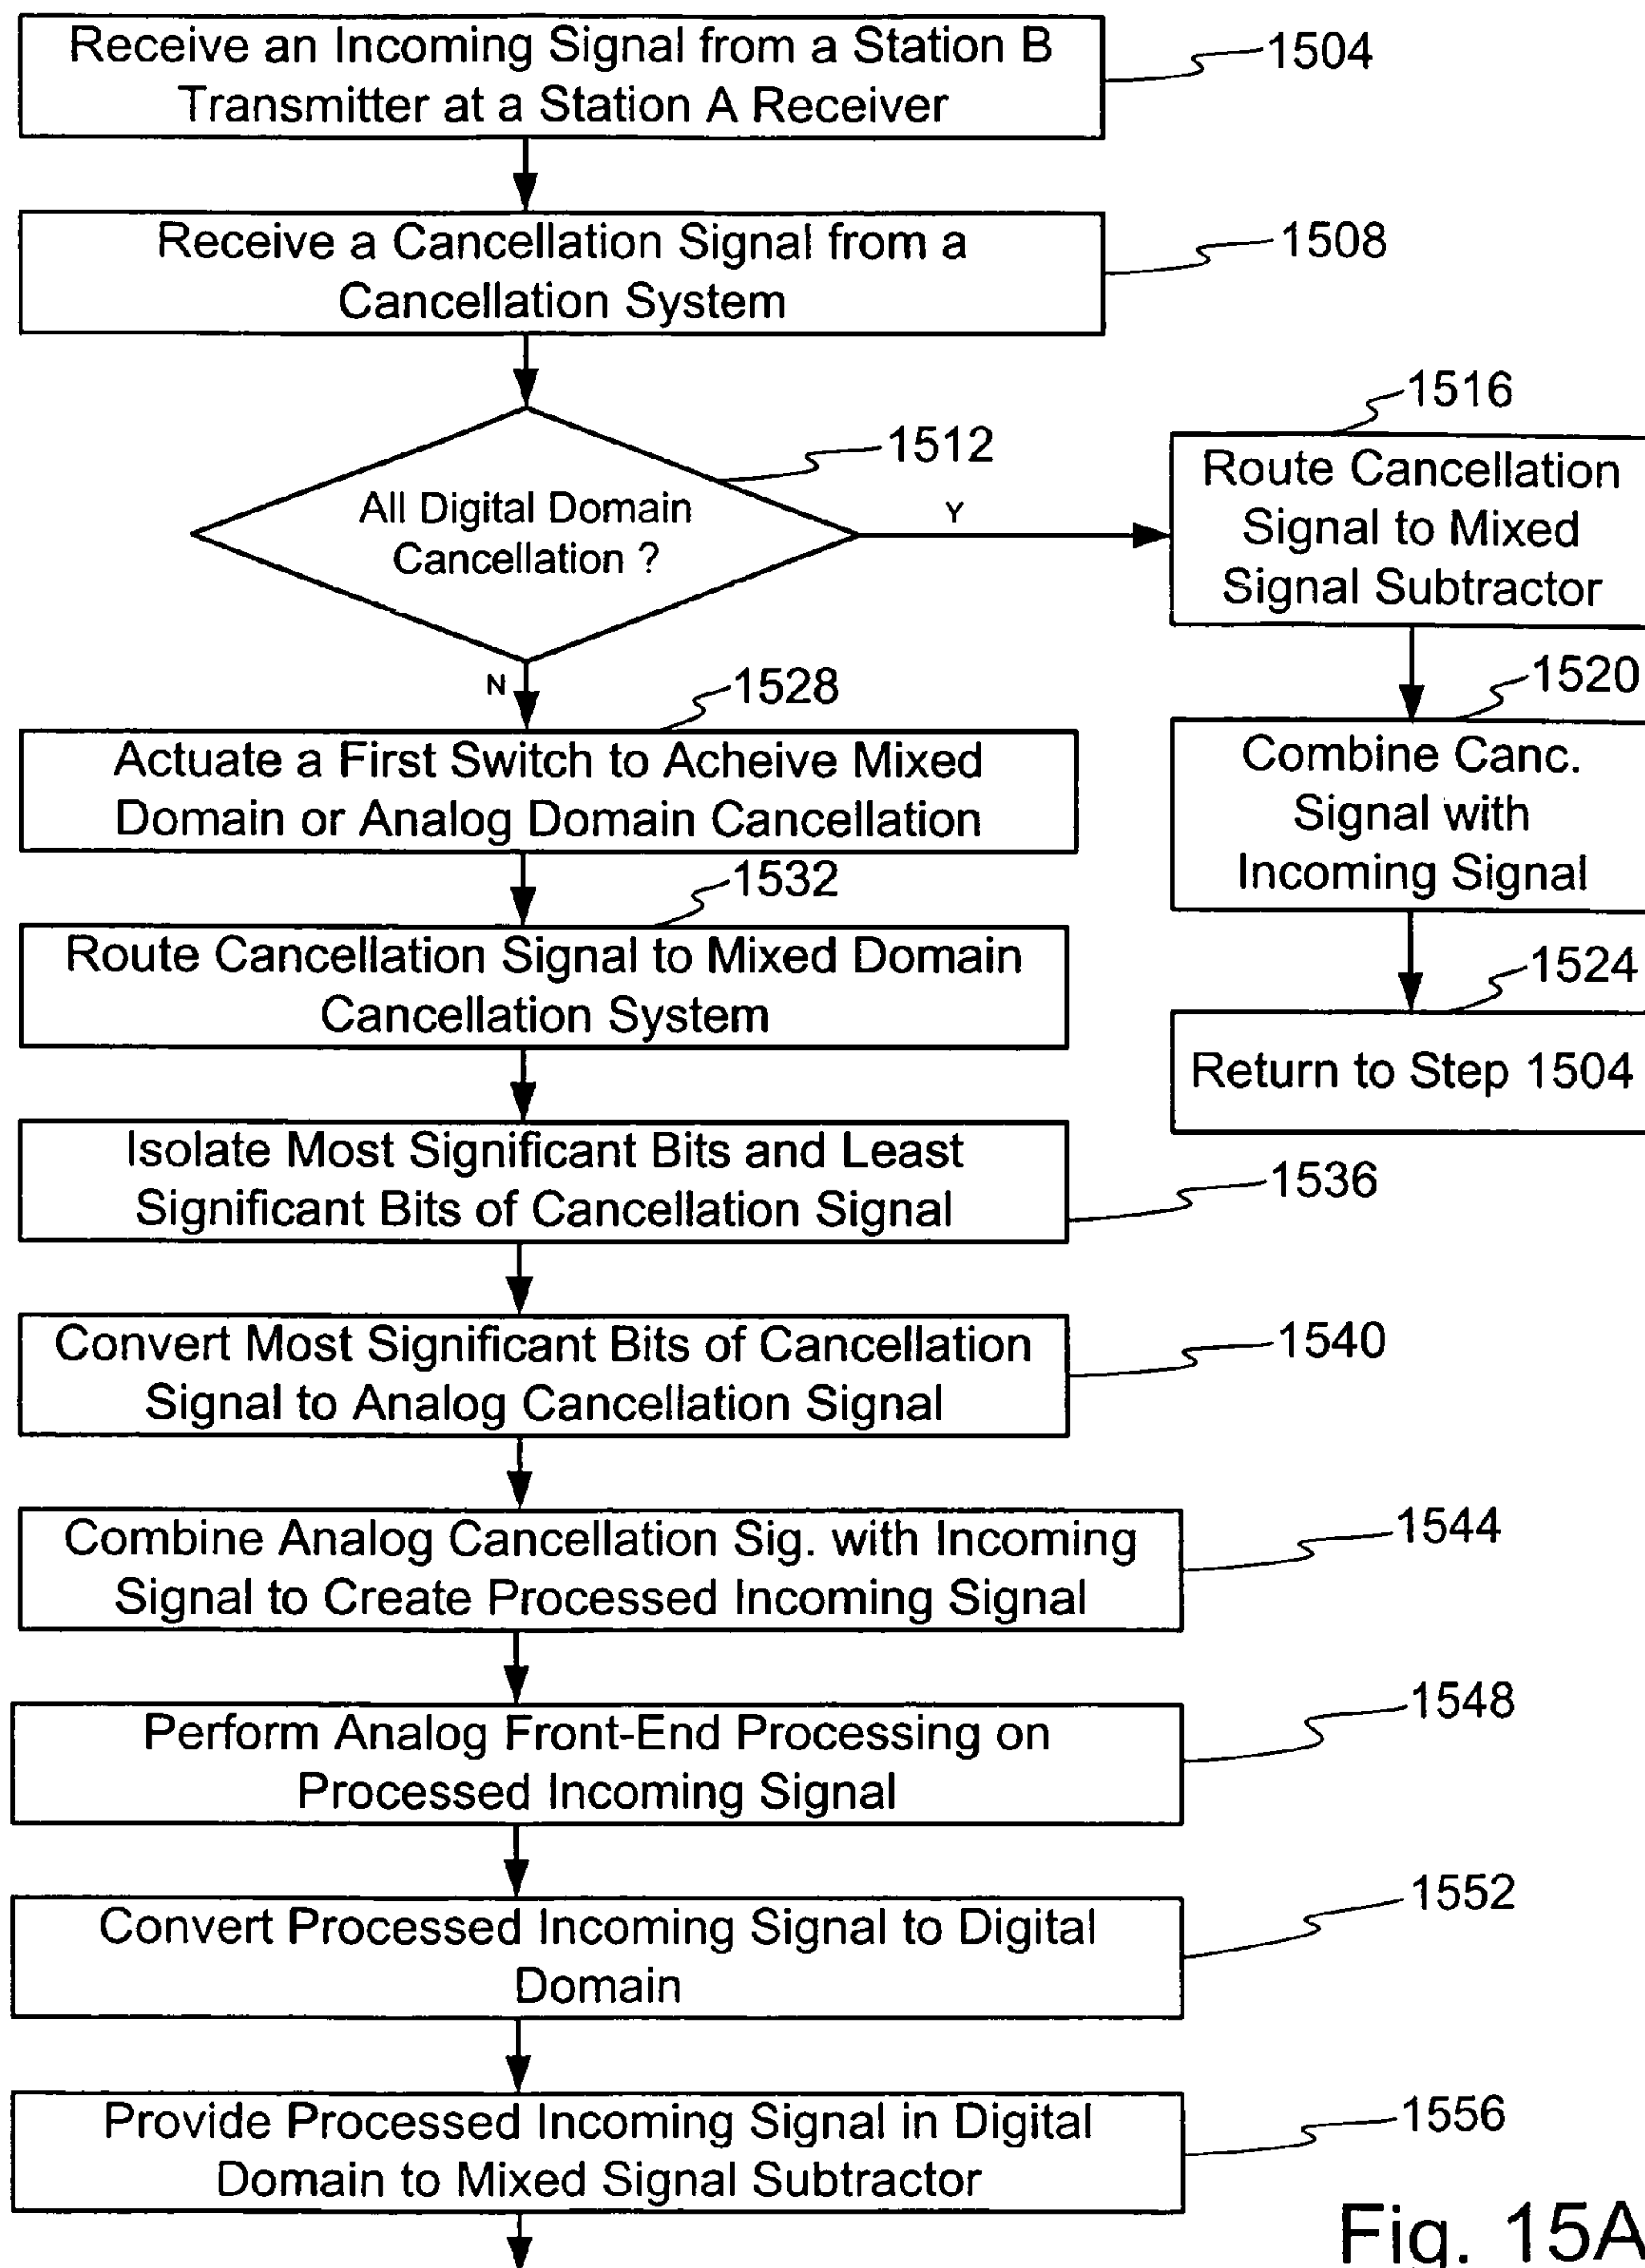 Receive an Incoming Signal from a Station B
Transmitter at a Station A Receiver
1504
Receive a Cancellation Signal from a
Cancellation System
1508
All Digital Domain
Cancellation ?
1512
Y
1516
Route Cancellation
Signal to Mixed
Signal Subtractor
1520
Combine Canc.
Signal with
Incoming Signal
1524
Return to Step 1504
N
1528
Actuate a First Switch to Acheive Mixed
Domain or Analog Domain Cancellation
1532
Route Cancellation Signal to Mixed Domain
Cancellation System
Isolate Most Significant Bits and Least
Significant Bits of Cancellation Signal
1536
Convert Most Significant Bits of Cancellation
Signal to Analog Cancellation Signal
1540
Combine Analog Cancellation Sig. with Incoming
Signal to Create Processed Incoming Signal
1544
Perform Analog Front-End Processing on
Processed Incoming Signal
1548
Convert Processed Incoming Signal to Digital
Domain
1552
Provide Processed Incoming Signal in Digital
Domain to Mixed Signal Subtractor
1556
Fig. 15A